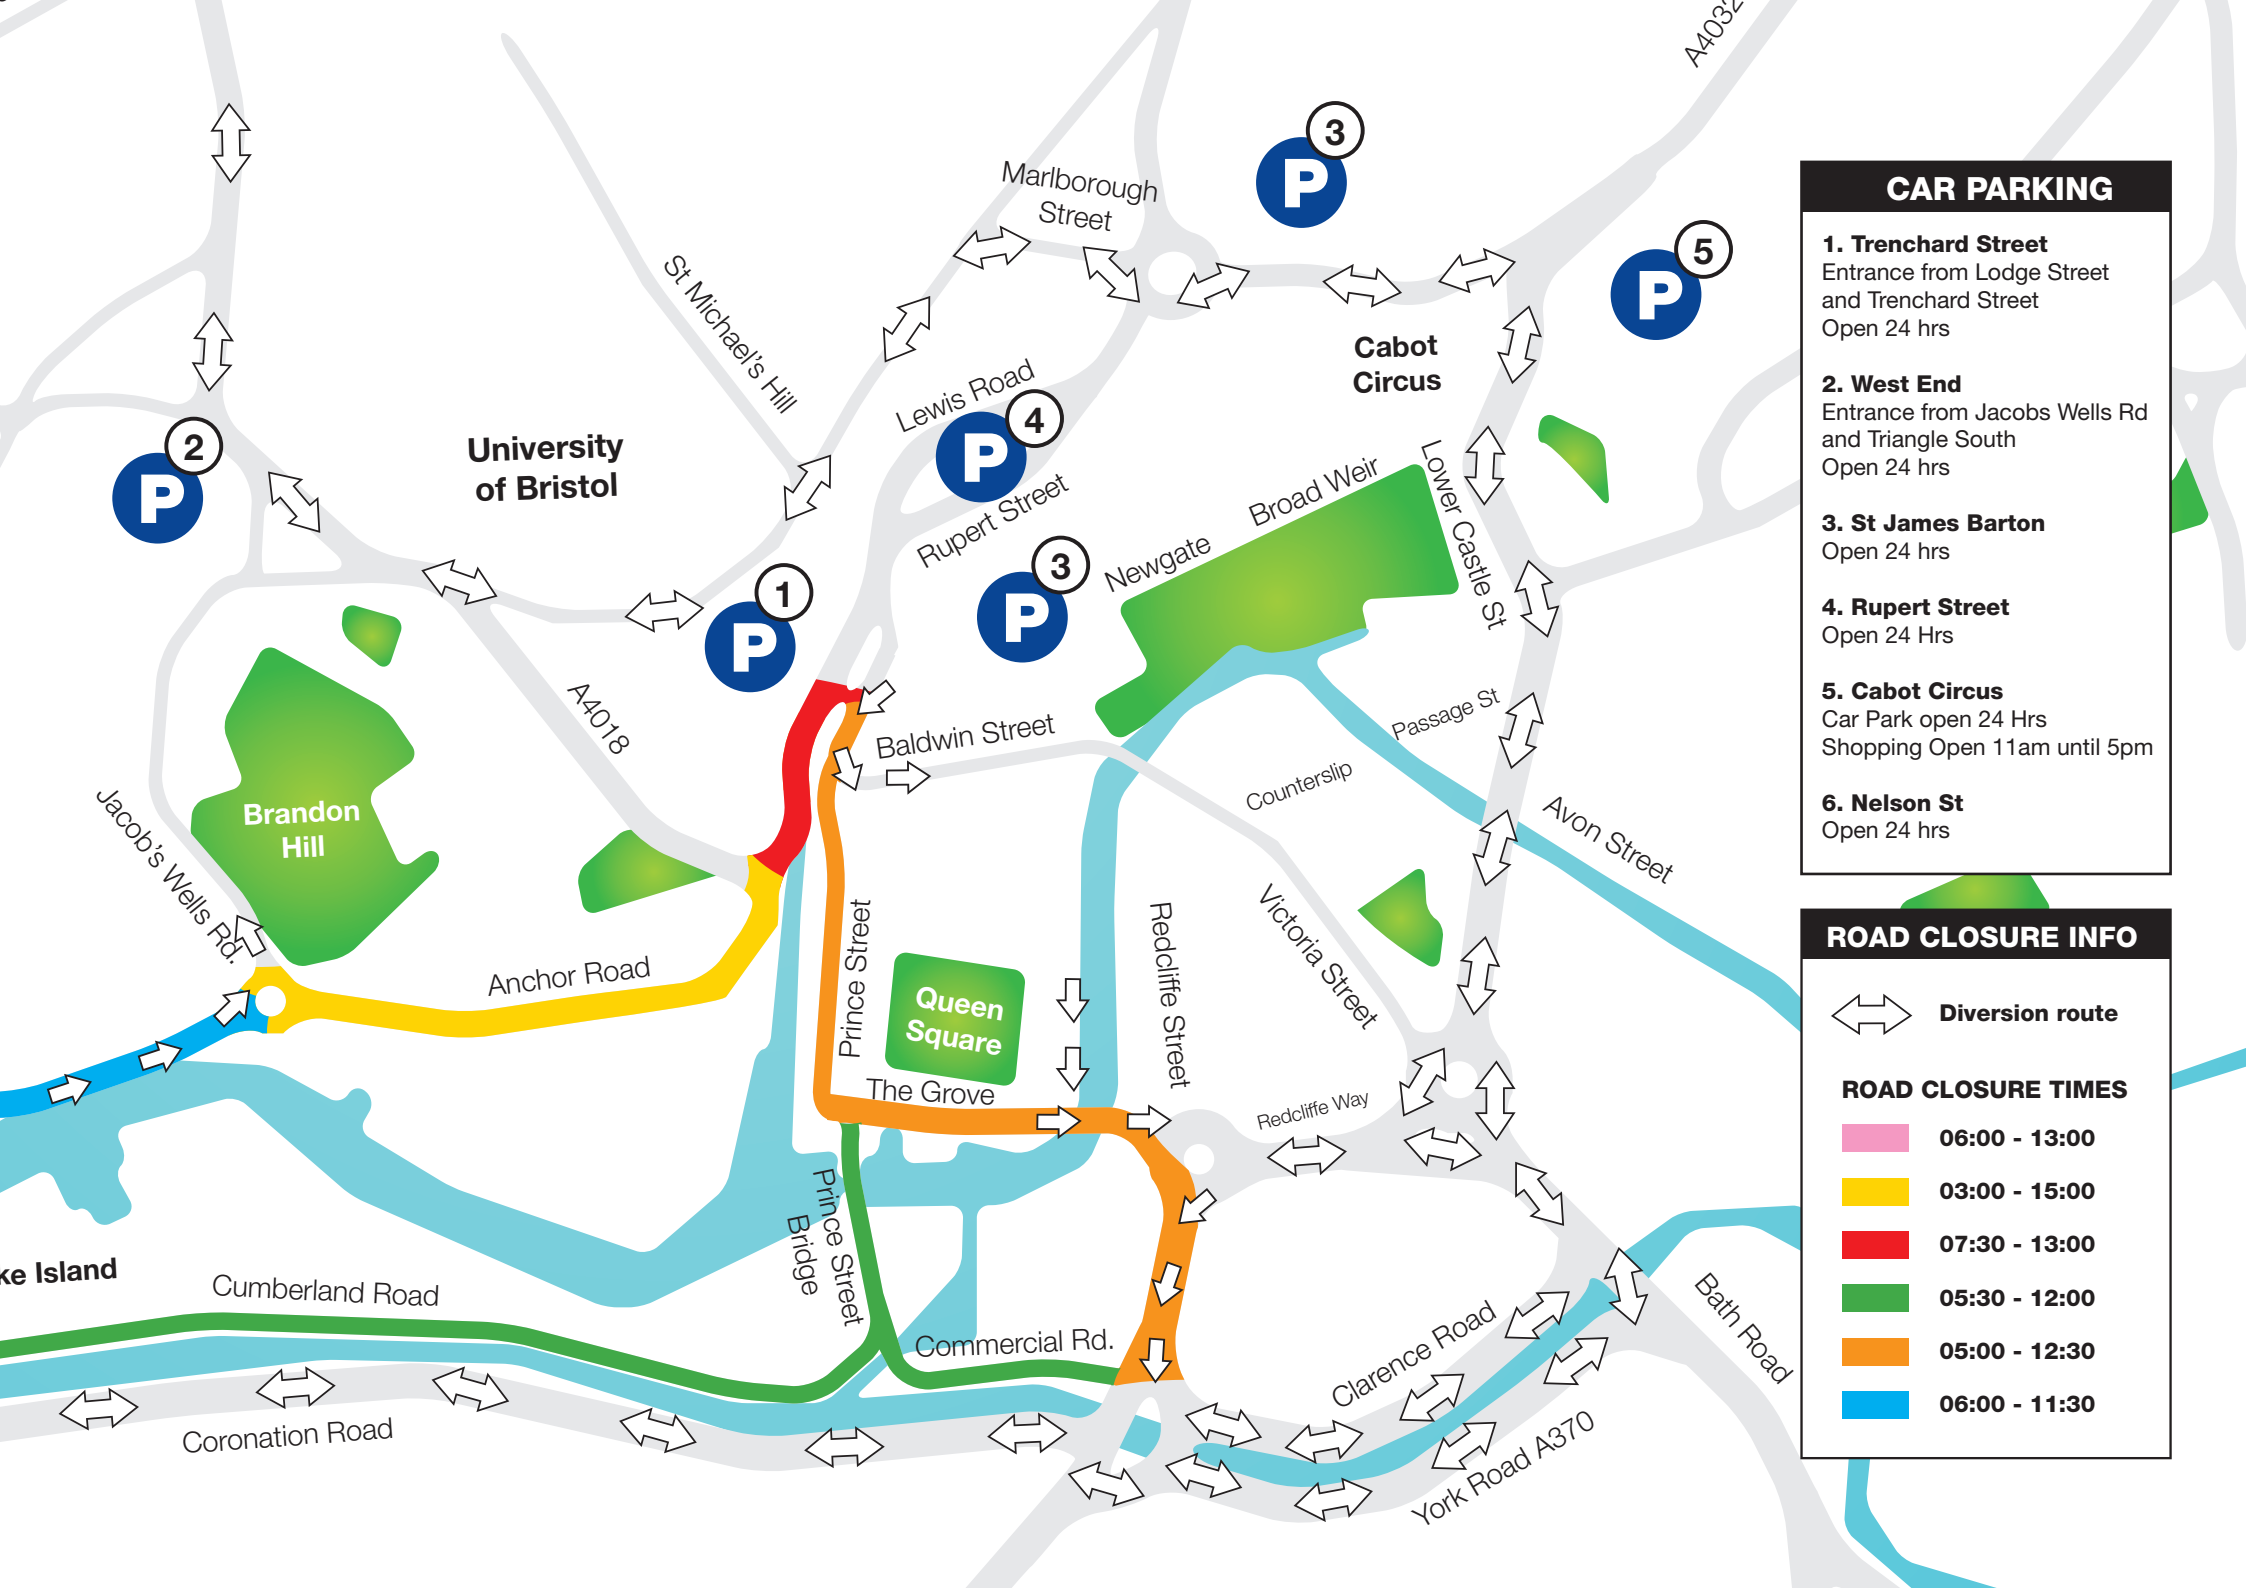 A4032
3
P
Marlborough
Street
5
P
St Michael's Hill
Cabot
Circus
Lewis Road
4
P
2
P
University
of Bristol
Rupert Street
Broad Weir
Newgate
Lower Castle St
3
P
1
P
A4018
Baldwin Street
Passage St
Counterslip
Avon Street
Brandon
Hill
Jacob's Wells Rd.
Anchor Road
Prince Street
Queen
Square
Redcliffe Street
Victoria Street
The Grove
Redcliffe Way
Prince Street
Bridge
ke Island
Cumberland Road
Commercial Rd.
Clarence Road
Bath Road
Coronation Road
York Road A370
CAR PARKING
1. Trenchard Street
Entrance from Lodge Street
and Trenchard Street
Open 24 hrs
2. West End
Entrance from Jacobs Wells Rd
and Triangle South
Open 24 hrs
3. St James Barton
Open 24 hrs
4. Rupert Street
Open 24 Hrs
5. Cabot Circus
Car Park open 24 Hrs
Shopping Open 11am until 5pm
6. Nelson St
Open 24 hrs
ROAD CLOSURE INFO
Diversion route
ROAD CLOSURE TIMES
06:00 - 13:00
03:00 - 15:00
07:30 - 13:00
05:30 - 12:00
05:00 - 12:30
06:00 - 11:30